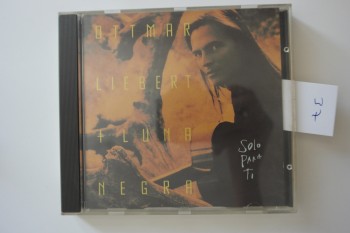 OTTMAR
LIEBERT
+ LUNA
NEGRA
Solo
PARA
Ti